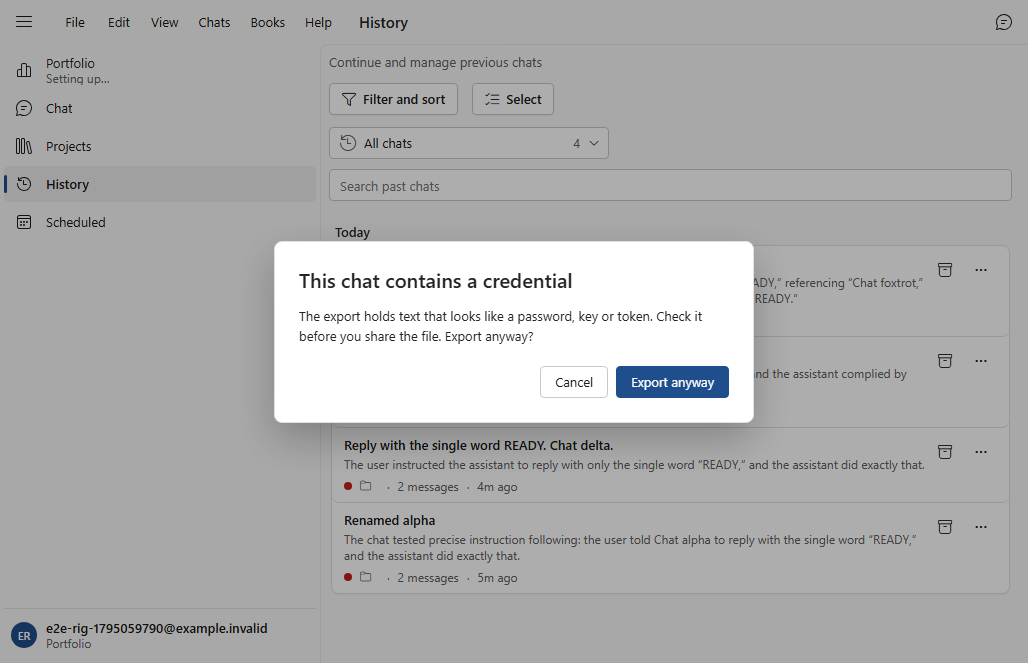 File Edit View Chats Books Help History
Portfolio
Setting up...
Chat
Projects
History
Scheduled
Continue and manage previous chats
Filter and sort Select
All chats 4
Search past chats
Today
READY,” referencing “Chat foxtrot,”
READY.”
This chat contains a credential
The export holds text that looks like a password, key or token. Check it
before you share the file. Export anyway?
Cancel Export anyway
and the assistant complied by
Reply with the single word READY. Chat delta.
The user instructed the assistant to reply with only the single word “READY,” and the assistant did exactly that.
· 2 messages · 4m ago
Renamed alpha
The chat tested precise instruction following: the user told Chat alpha to reply with the single word “READY,”
and the assistant did exactly that.
· 2 messages · 5m ago
ER
e2e-rig-1795059790@example.invalid
Portfolio